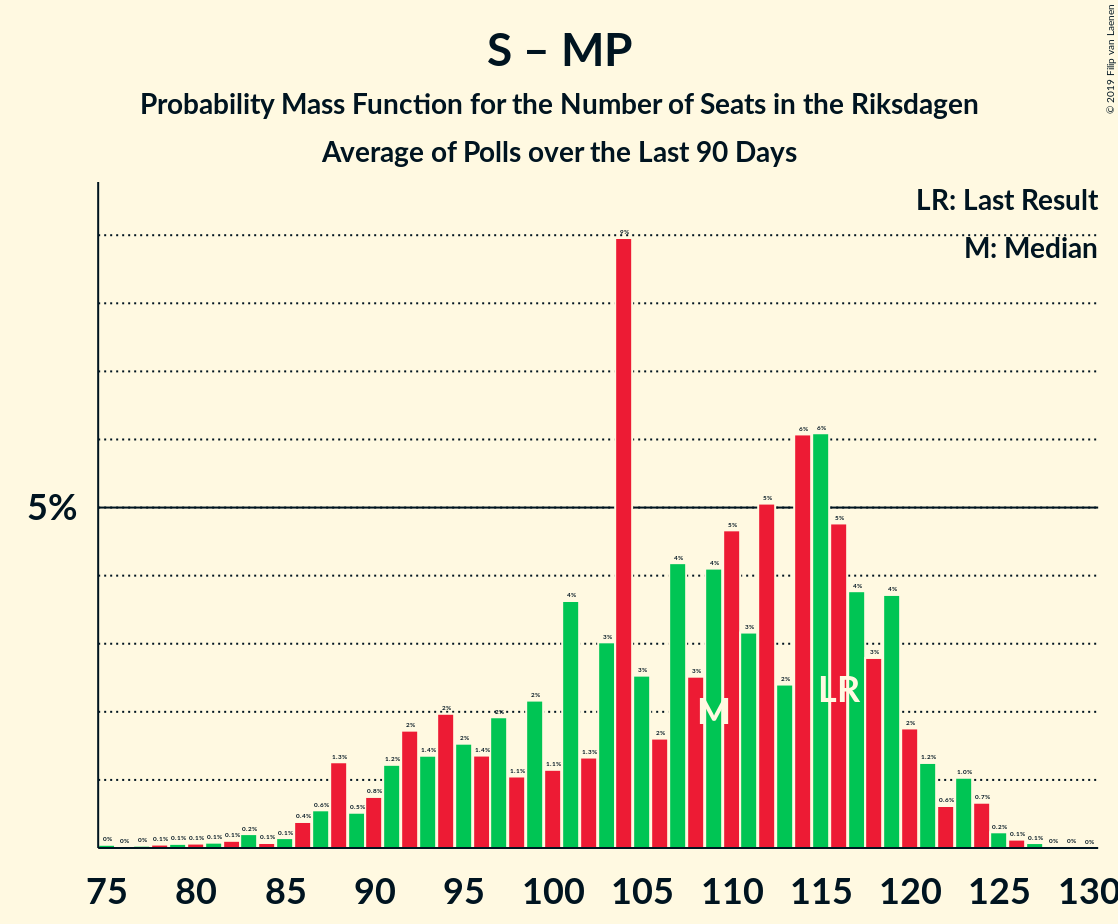 S – MP
Probability Mass Function for the Number of Seats in the Riksdagen
Average of Polls over the Last 90 Days
© 2019 Filip van Laenen
LR: Last Result
M: Median
5%
0% 0% 0% 0.1% 0.1% 0.1% 0.1% 0.1% 0.2% 0.1% 0.1% 0.4% 0.6% 1.3% 0.5% 0.8% 1.2% 2% 1.4% 2% 2% 1.4% 2% 1.1% 2% 1.1% 4% 1.3% 3% 9% 3% 2% 4% 3% 4% 5% 3% 5% 2% 6% 6% 5% 4% 3% 4% 2% 1.2% 0.6% 1.0% 0.7% 0.2% 0.1% 0.1% 0% 0% 0%
M
LR
75 80 85 90 95 100 105 110 115 120 125 130